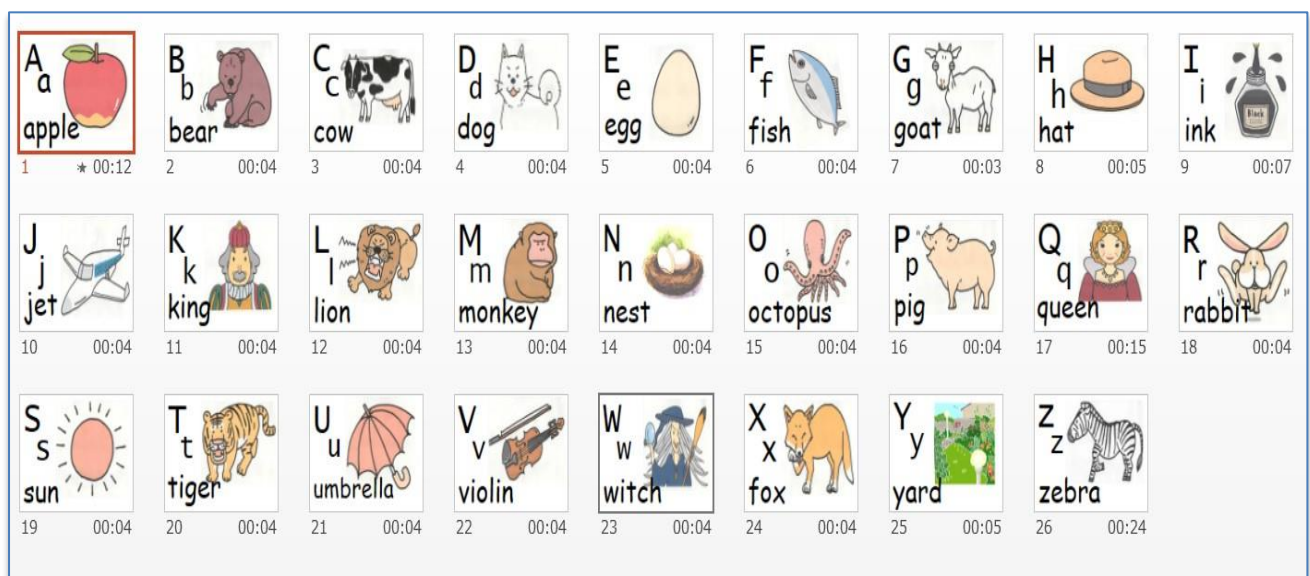 A
a
apple
1 ★ 00:12
B
b
bear
2 00:04
C
c
cow
3 00:04
D
d
dog
4 00:04
E
e
egg
5 00:04
F
f
fish
6 00:04
G
g
goat
7 00:03
H
h
hat
8 00:05
I
i
Black
ink
9 00:07
J
j
jet
10 00:04
K
k
king
11 00:04
L
l
lion
12 00:04
M
m
monkey
13 00:04
N
n
nest
14 00:04
O
o
octopus
15 00:04
P
p
pig
16 00:04
Q
q
queen
17 00:15
R
r
rabbit
18 00:04
S
s
sun
19 00:04
T
t
tiger
20 00:04
U
u
umbrella
21 00:04
V
v
violin
22 00:04
W
w
witch
23 00:04
X
x
fox
24 00:04
Y
y
yard
25 00:05
Z
z
zebra
26 00:24